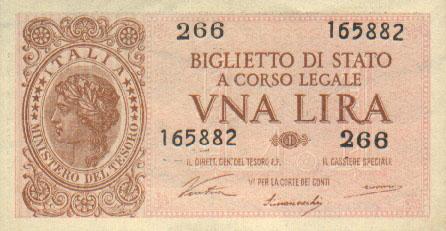 266 165882
ITALIA
MINISTERO DEL TESORO
BIGLIETTO DI STATO
A CORSO LEGALE
VNA LIRA
165882 266
IL DIRETT. GEN. DEL TESORO IL CASSIERE SPECIALE
Vº PER LA CORTE DEI CONTI